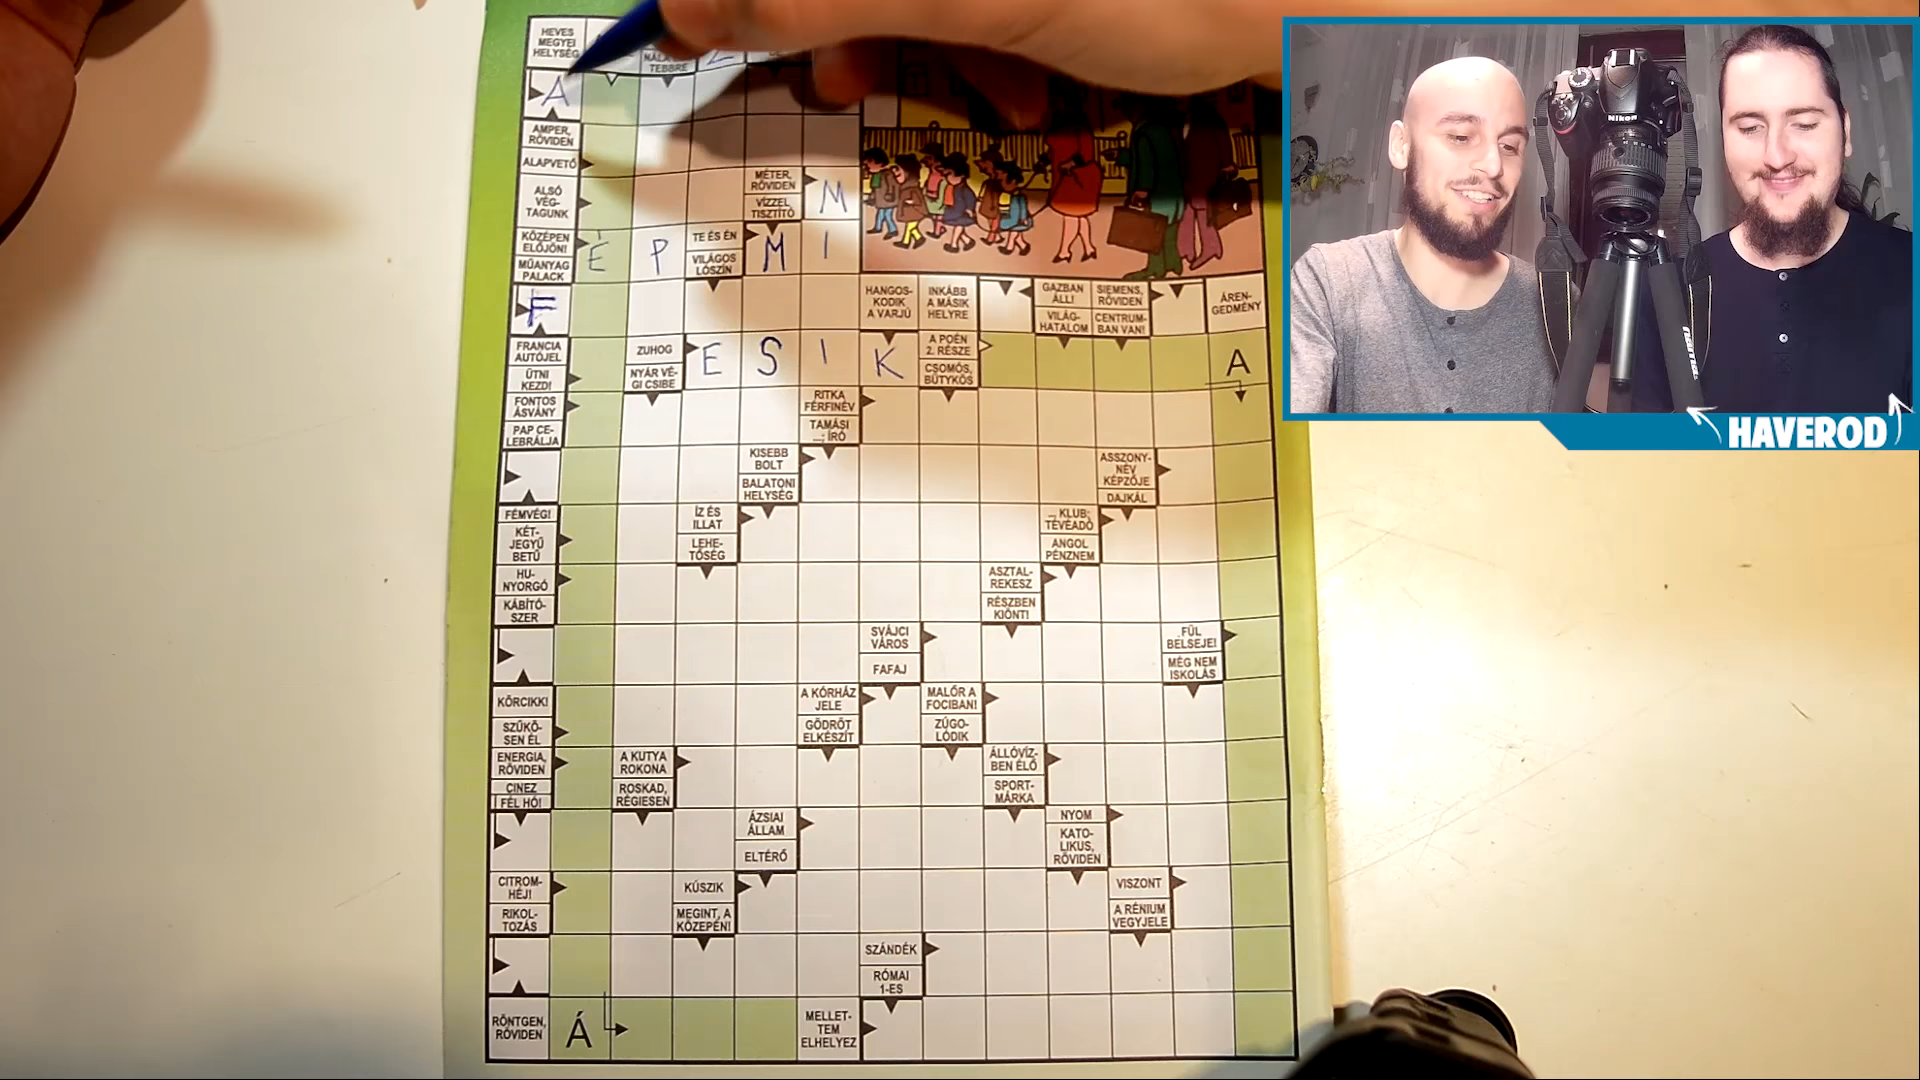 HEVES
MEGYEI
HELYSÉG
TEBBRE
A
AMPER,
RÖVIDEN
ALAPVETŐ
ALSÓ
VÉG-
TAGUNK
MÉTER,
RÖVIDEN
VÍZZEL
TISZTÍTÓ
M
KÖZÉPEN
ELŐJÖN!
MŰANYAG
PALACK
É P
TE ÉS ÉN
VILÁGOS
LÓSZÍN
M I
F
HANGOS-
KODIK
A VARJÚ
INKÁBB
A MÁSIK
HELYRE
GAZBAN
ÁLL!
VILÁG-
HATALOM
SIEMENS,
RÖVIDEN
CENTRUM-
BAN VAN!
ÁREN-
GEDMÉNY
FRANCIA
AUTÓJEL
ÜTNI
KEZD!
ZUHOG
NYÁR VÉ-
GI CSIBE
E S I K
A POÉN
2. RÉSZE
CSOMÓS,
BÜTYKÖS
A
FONTOS
ÁSVÁNY
PAP CE-
LEBRÁLJA
RITKA
FÉRFINÉV
TAMÁSI
...; ÍRÓ
KISEBB
BOLT
BALATONI
HELYSÉG
ASSZONY-
NÉV
KÉPZŐJE
DAJKÁL
FÉMVÉG!
KÉT-
JEGYŰ
BETŰ
ÍZ ÉS
ILLAT
LEHE-
TŐSÉG
... KLUB;
TÉVÉADÓ
ANGOL
PÉNZNEM
HU-
NYORGÓ
KÁBÍTÓ-
SZER
ASZTAL-
REKESZ
RÉSZBEN
KIÖNT!
SVÁJCI
VÁROS
FAFAJ
FÜL
BELSEJE!
MÉG NEM
ISKOLÁS
KÖRCIKK!
SZŰKÖ-
SEN ÉL
A KÓRHÁZ
JELE
GÖDRÖT
ELKÉSZÍT
MALŐR A
FOCIBAN!
ZÚGO-
LÓDIK
ENERGIA,
RÖVIDEN
CINEZ
FÉL HÓ!
A KUTYA
ROKONA
ROSKAD,
RÉGIESEN
ÁLLÓVÍZ-
BEN ÉLŐ
SPORT-
MÁRKA
ÁZSIAI
ÁLLAM
ELTÉRŐ
NYOM
KATO-
LIKUS,
RÖVIDEN
CITROM-
HÉJ!
RIKOL-
TOZÁS
KÚSZIK
MEGINT, A
KÖZEPÉN!
VISZONT
A RÉNIUM
VEGYJELE
SZÁNDÉK
RÓMAI
1-ES
RÖNTGEN,
RÖVIDEN
Á
MELLET-
TEM
ELHELYEZ
Nikon
hama.
HAVEROD